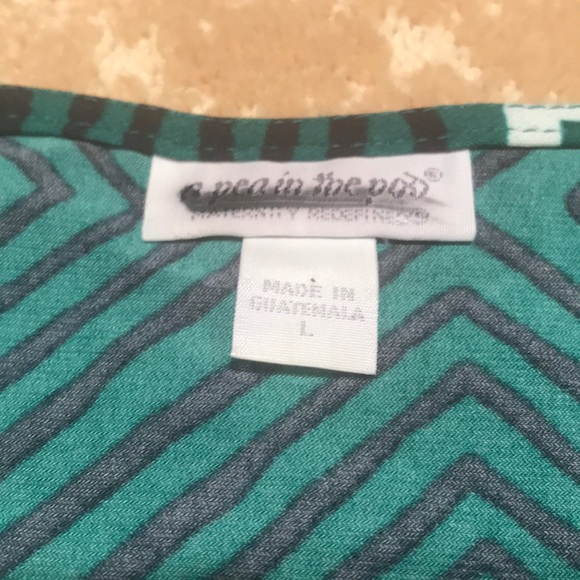 a pea in the pod®
MATERNITY REDEFINED®
MADE IN
GUATEMALA
L